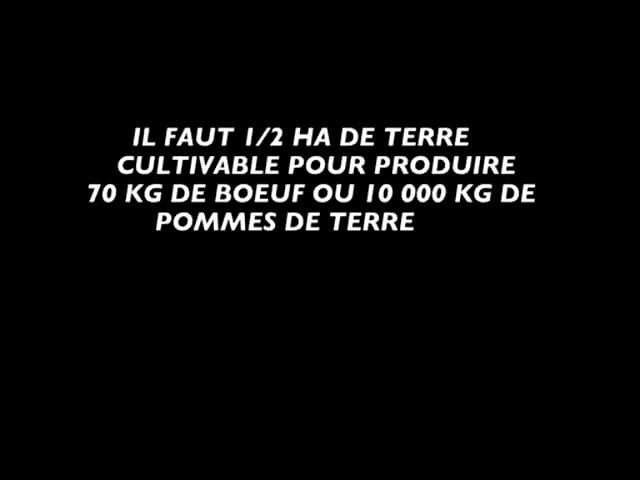 IL FAUT 1/2 HA DE TERRE
CULTIVABLE POUR PRODUIRE
70 KG DE BOEUF OU 10 000 KG DE
POMMES DE TERRE